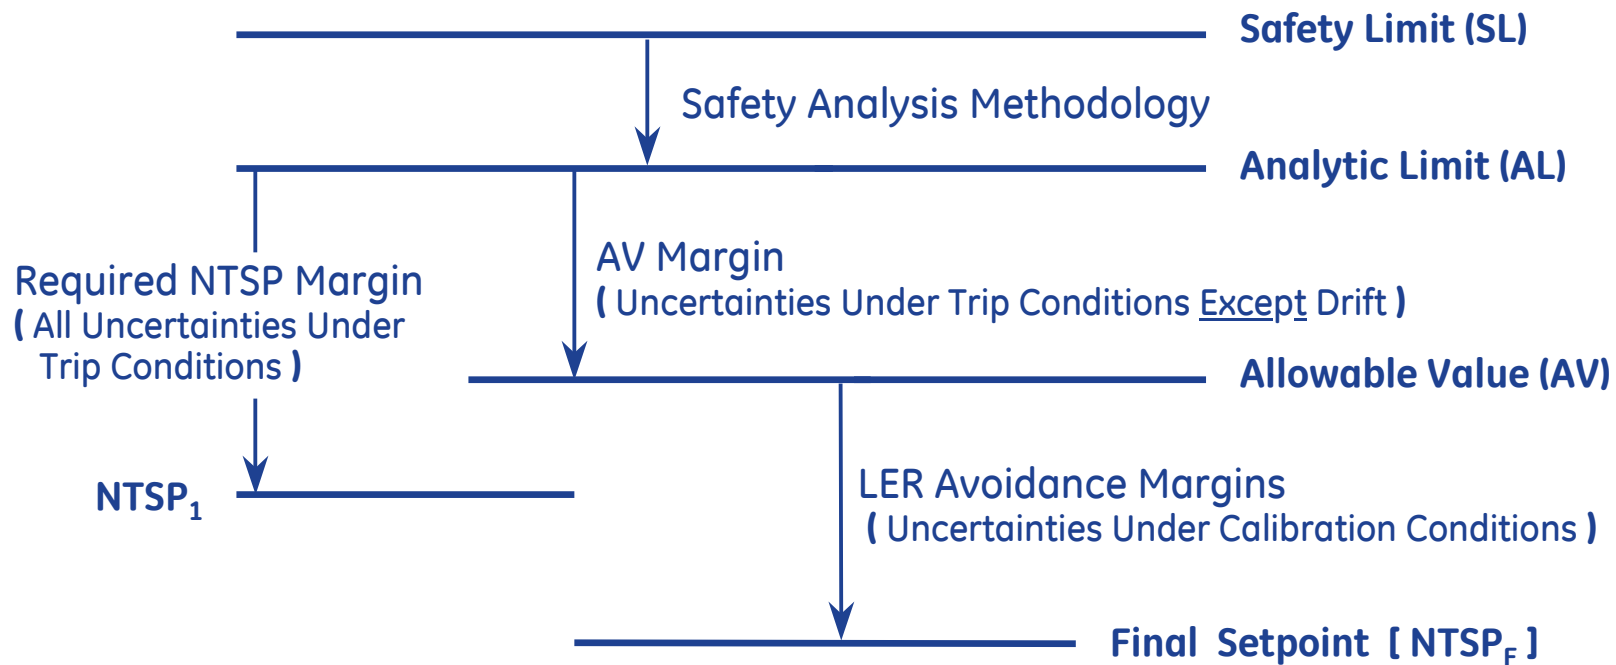 Safety Limit (SL)
Safety Analysis Methodology
Analytic Limit (AL)
Required NTSP Margin
( All Uncertainties Under
Trip Conditions )
AV Margin
( Uncertainties Under Trip Conditions Except Drift )
Allowable Value (AV)
NTSP1
LER Avoidance Margins
( Uncertainties Under Calibration Conditions )
Final Setpoint [ NTSPF ]